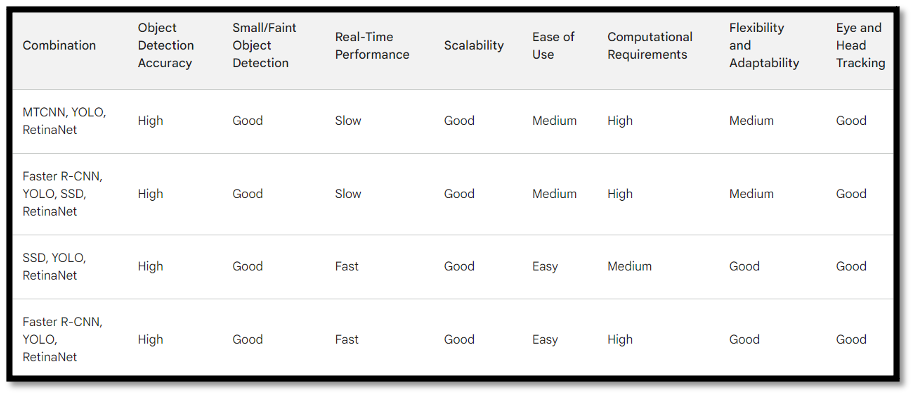 Combination
Object
Detection
Accuracy
Small/Faint
Object
Detection
Real-Time
Performance
Scalability
Ease of
Use
Computational
Requirements
Flexibility
and
Adaptability
Eye and
Head
Tracking
MTCNN, YOLO,
RetinaNet
High
Good
Slow
Good
Medium
High
Medium
Good
Faster R-CNN,
YOLO, SSD,
RetinaNet
High
Good
Slow
Good
Medium
High
Medium
Good
SSD, YOLO,
RetinaNet
High
Good
Fast
Good
Easy
Medium
Good
Good
Faster R-CNN,
YOLO,
RetinaNet
High
Good
Fast
Good
Easy
High
Good
Good